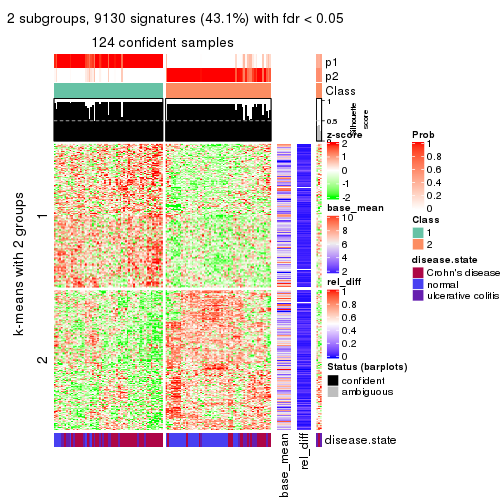 2 subgroups, 9130 signatures (43.1%) with fdr < 0.05
124 confident samples
p1
p2
Class
1
0.5
0
Silhouette
score
k-means with 2 groups
1
2
z-score
2
1
0
-1
-2
base_mean
10
8
6
4
2
rel_diff
1
0.8
0.6
0.4
0.2
0
Status (barplots)
confident
ambiguous
Prob
1
0.8
0.6
0.4
0.2
0
Class
1
2
disease.state
Crohn's disease
normal
ulcerative colitis
disease.state
base_mean
rel_diff